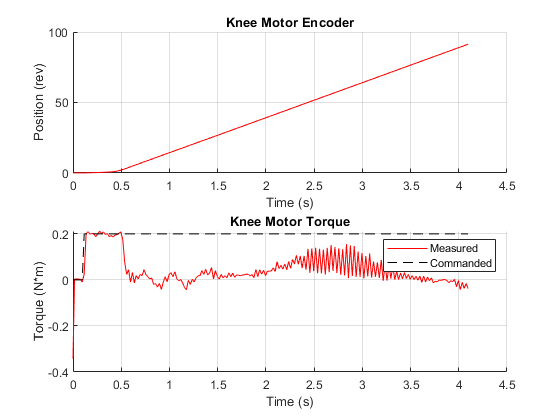 Knee Motor Encoder
100
50
0
Position (rev)
0 0.5 1 1.5 2 2.5 3 3.5 4 4.5
Time (s)
Knee Motor Torque
0.2
0
-0.2
-0.4
Torque (N*m)
Measured
Commanded
0 0.5 1 1.5 2 2.5 3 3.5 4 4.5
Time (s)